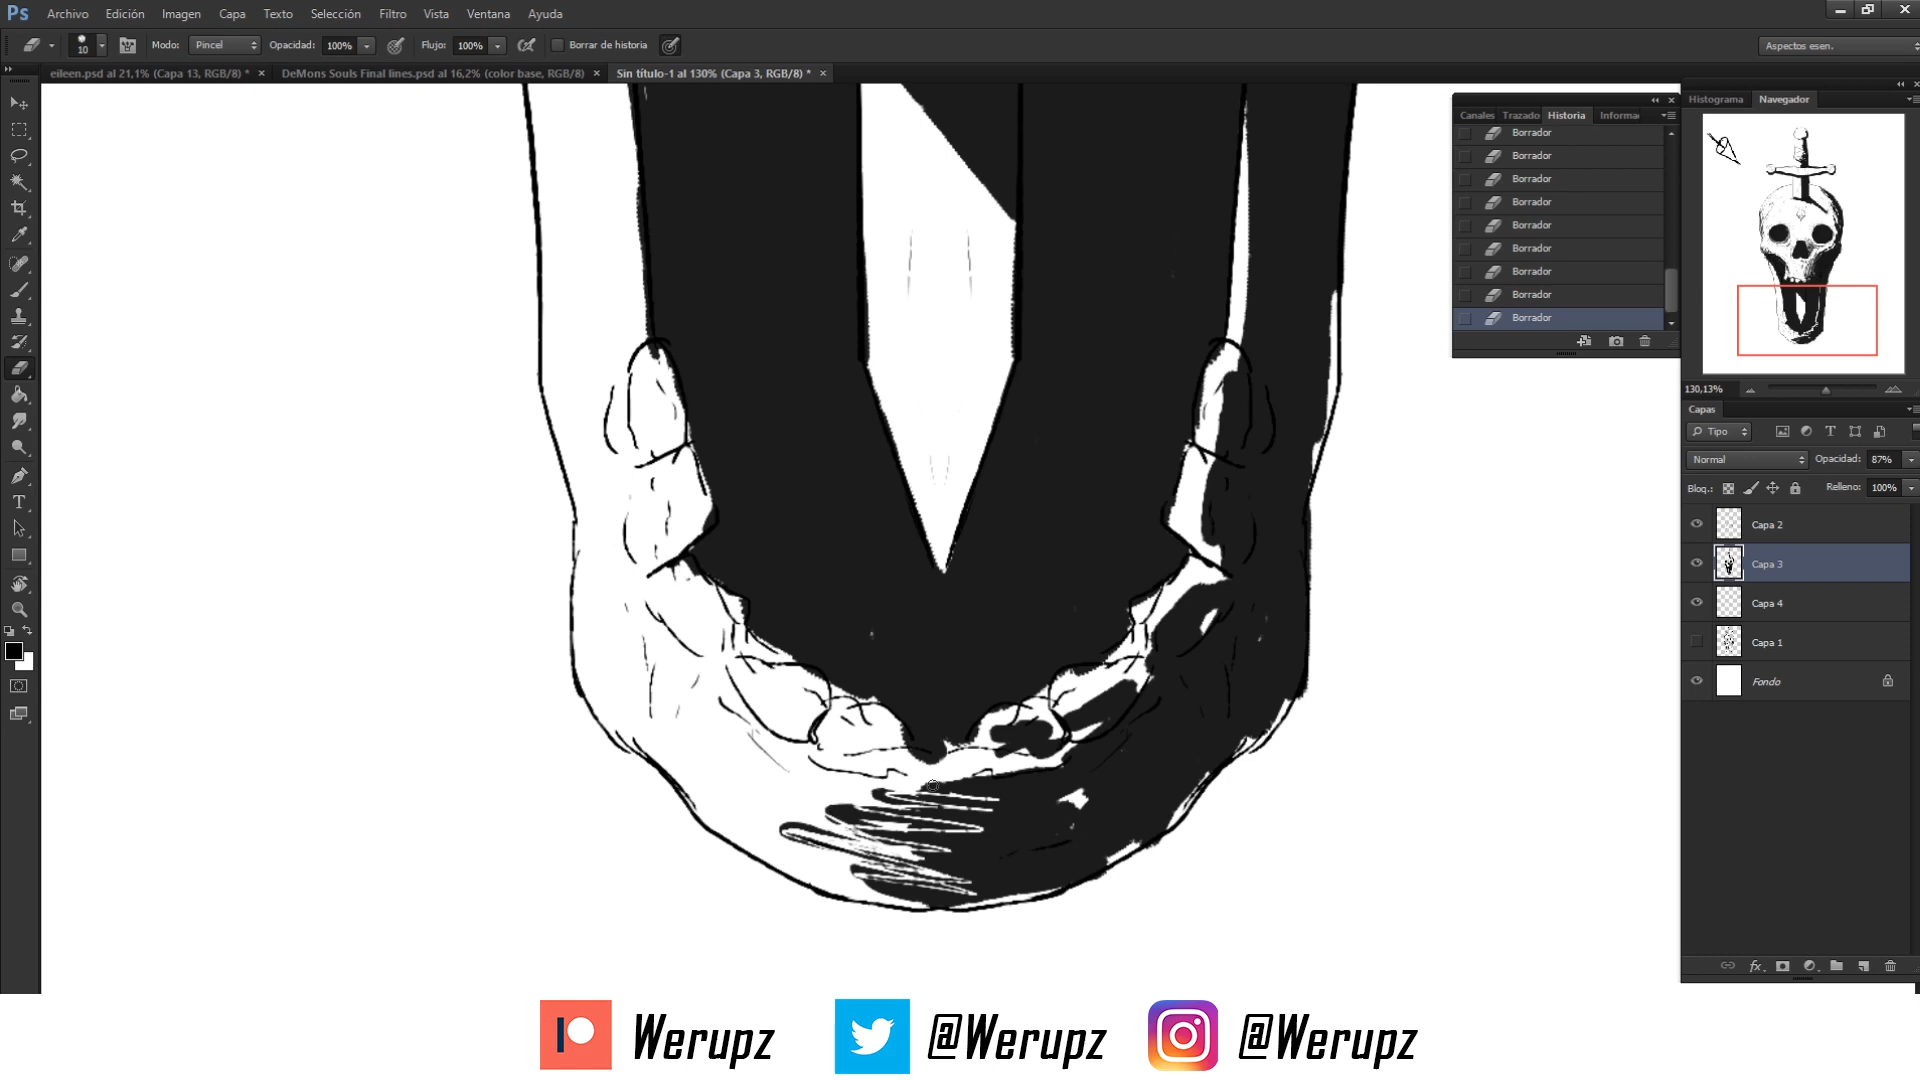 Ps Archivo Edición Imagen Capa Texto Selección Filtro Vista Ventana Ayuda
10 Modo: Pincel Opacidad: 100% Flujo: 100% Borrar de historia Aspectos esen.
eileen.psd al 21,1% (Capa 13, RGB/8) * × DeMons Souls Final lines.psd al 16,2% (color base, RGB/8) × Sin título-1 al 130% (Capa 3, RGB/8) * ×
Histograma Navegador
Canales Trazado Historia Informa
Borrador
Borrador
Borrador
Borrador
Borrador
Borrador
Borrador
Borrador
Borrador
130,13%
Capas
Tipo
Normal Opacidad: 87%
Bloq.: Relleno: 100%
Capa 2
Capa 3
Capa 4
Capa 1
Fondo
fx
Werupz @Werupz @Werupz